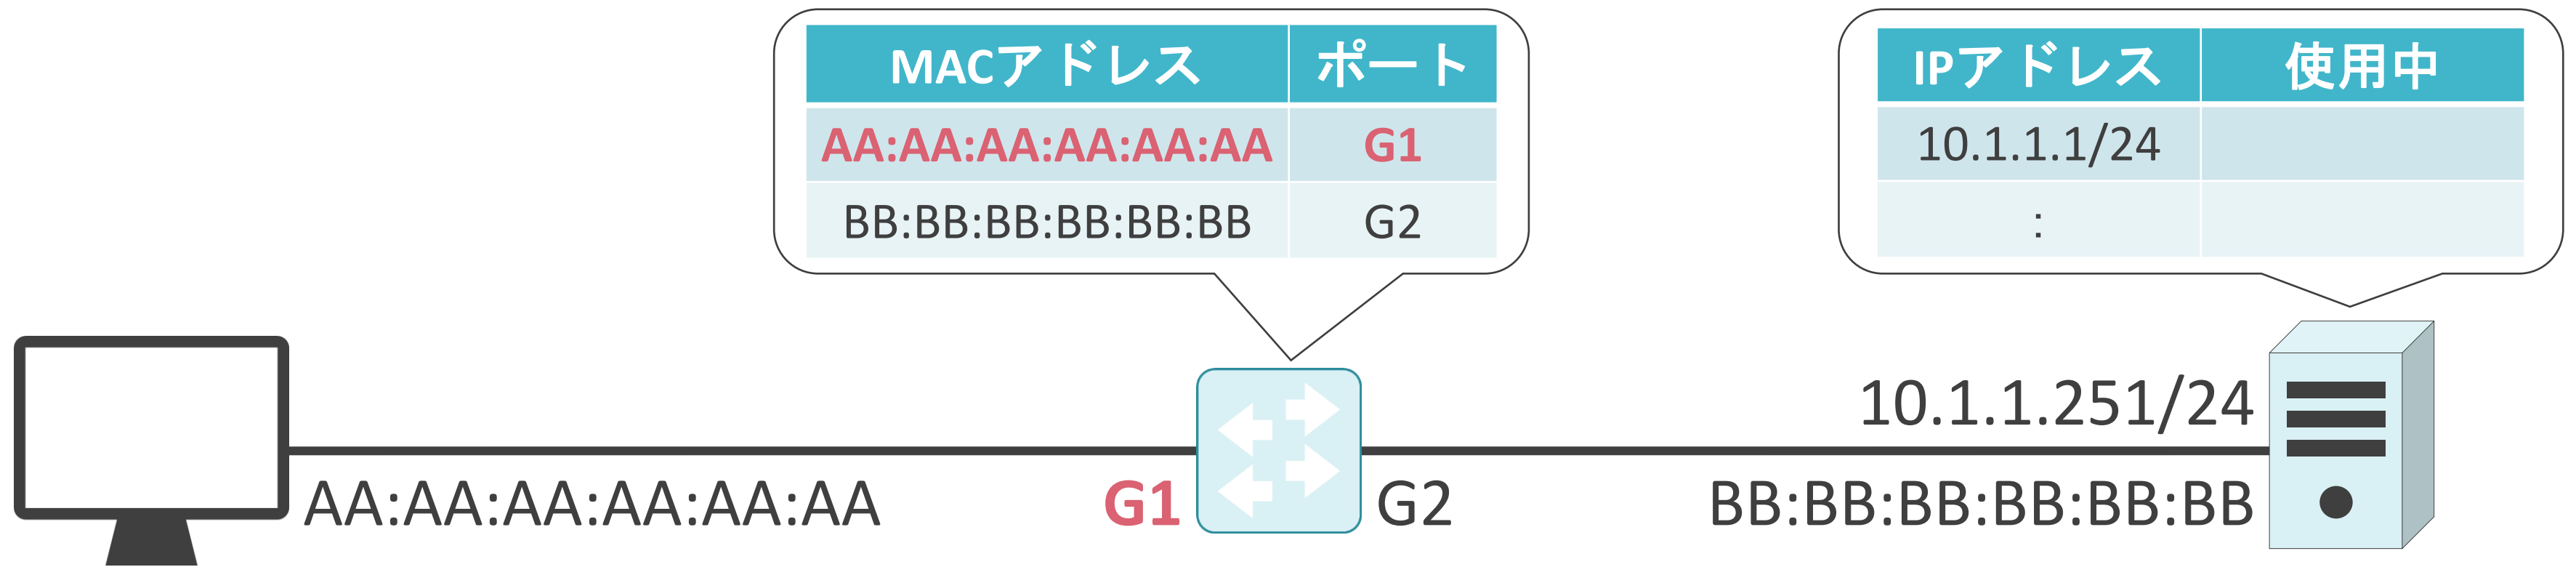 MACアドレス ポート
AA:AA:AA:AA:AA:AA G1
BB:BB:BB:BB:BB:BB G2
IPアドレス 使用中
10.1.1.1/24
:
10.1.1.251/24
AA:AA:AA:AA:AA:AA G1 G2 BB:BB:BB:BB:BB:BB